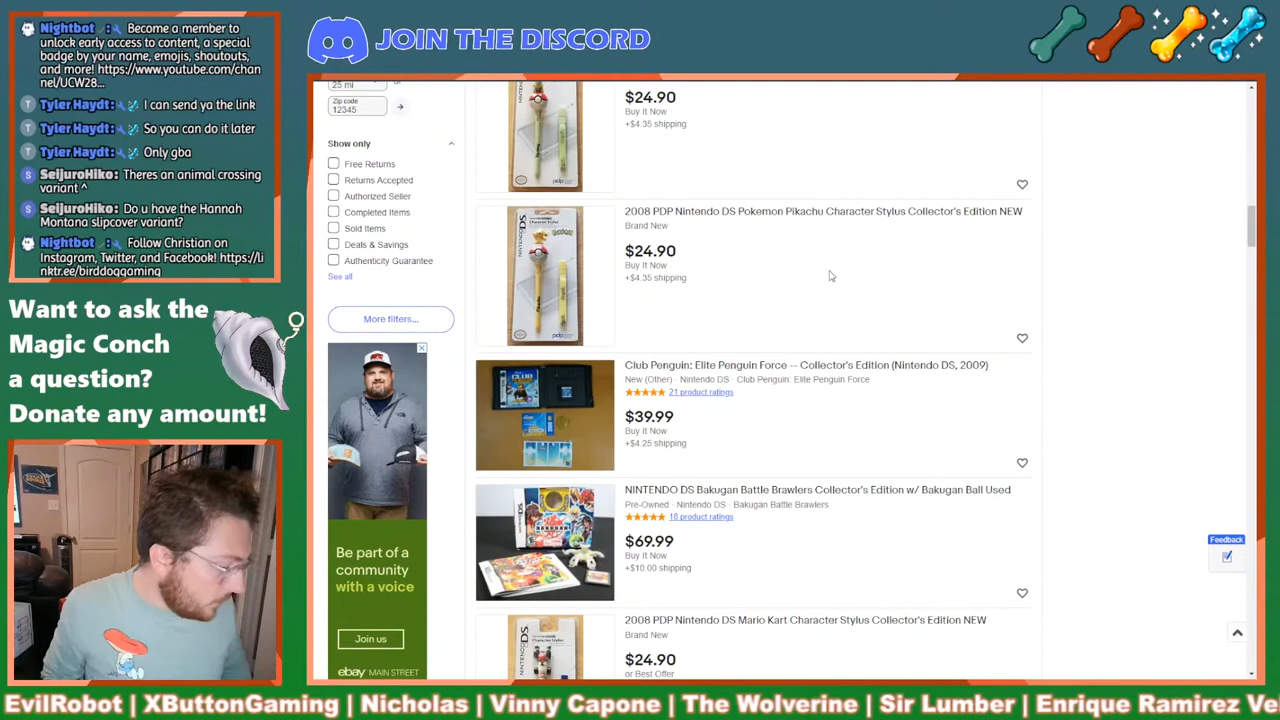 JOIN THE DISCORD
Nightbot: Become a member to
unlock early access to content, a special
badge by your name, emojis, shoutouts,
and more! https://www.youtube.com/chan
nel/UCW28...
T Tyler Haydt: I can send ya the link
T Tyler Haydt: So you can do it later
T Tyler Haydt: Only gba
S SeijuroHiko: Theres an animal crossing
variant ^
S SeijuroHiko: Do u have the Hannah
Montana slipcover variant?
Nightbot: Follow Christian on
Instagram, Twitter, and Facebook! https://li
nktr.ee/birddoggaming
Want to ask the
Magic Conch
a question?
Donate any amount!
25 mi
Zip code
12345
Show only
Free Returns
Returns Accepted
Authorized Seller
Completed Items
Sold Items
Deals & Savings
Authenticity Guarantee
See all
More filters...
Be part of a
community
with a voice
Join us
ebay MAIN STREET
$24.90
Buy It Now
+$4.35 shipping
2008 PDP Nintendo DS Pokemon Pikachu Character Stylus Collector's Edition NEW
Brand New
$24.90
Buy It Now
+$4.35 shipping
Club Penguin: Elite Penguin Force -- Collector's Edition (Nintendo DS, 2009)
New (Other) · Nintendo DS · Club Penguin: Elite Penguin Force
21 product ratings
$39.99
Buy It Now
+$4.25 shipping
NINTENDO DS Bakugan Battle Brawlers Collector's Edition w/ Bakugan Ball Used
Pre-Owned · Nintendo DS · Bakugan Battle Brawlers
18 product ratings
$69.99
Buy It Now
+$10.00 shipping
2008 PDP Nintendo DS Mario Kart Character Stylus Collector's Edition NEW
Brand New
$24.90
or Best Offer
Feedback
EvilRobot | XButtonGaming | Nicholas | Vinny Capone | The Wolverine | Sir Lumber | Enrique Ramirez Ve